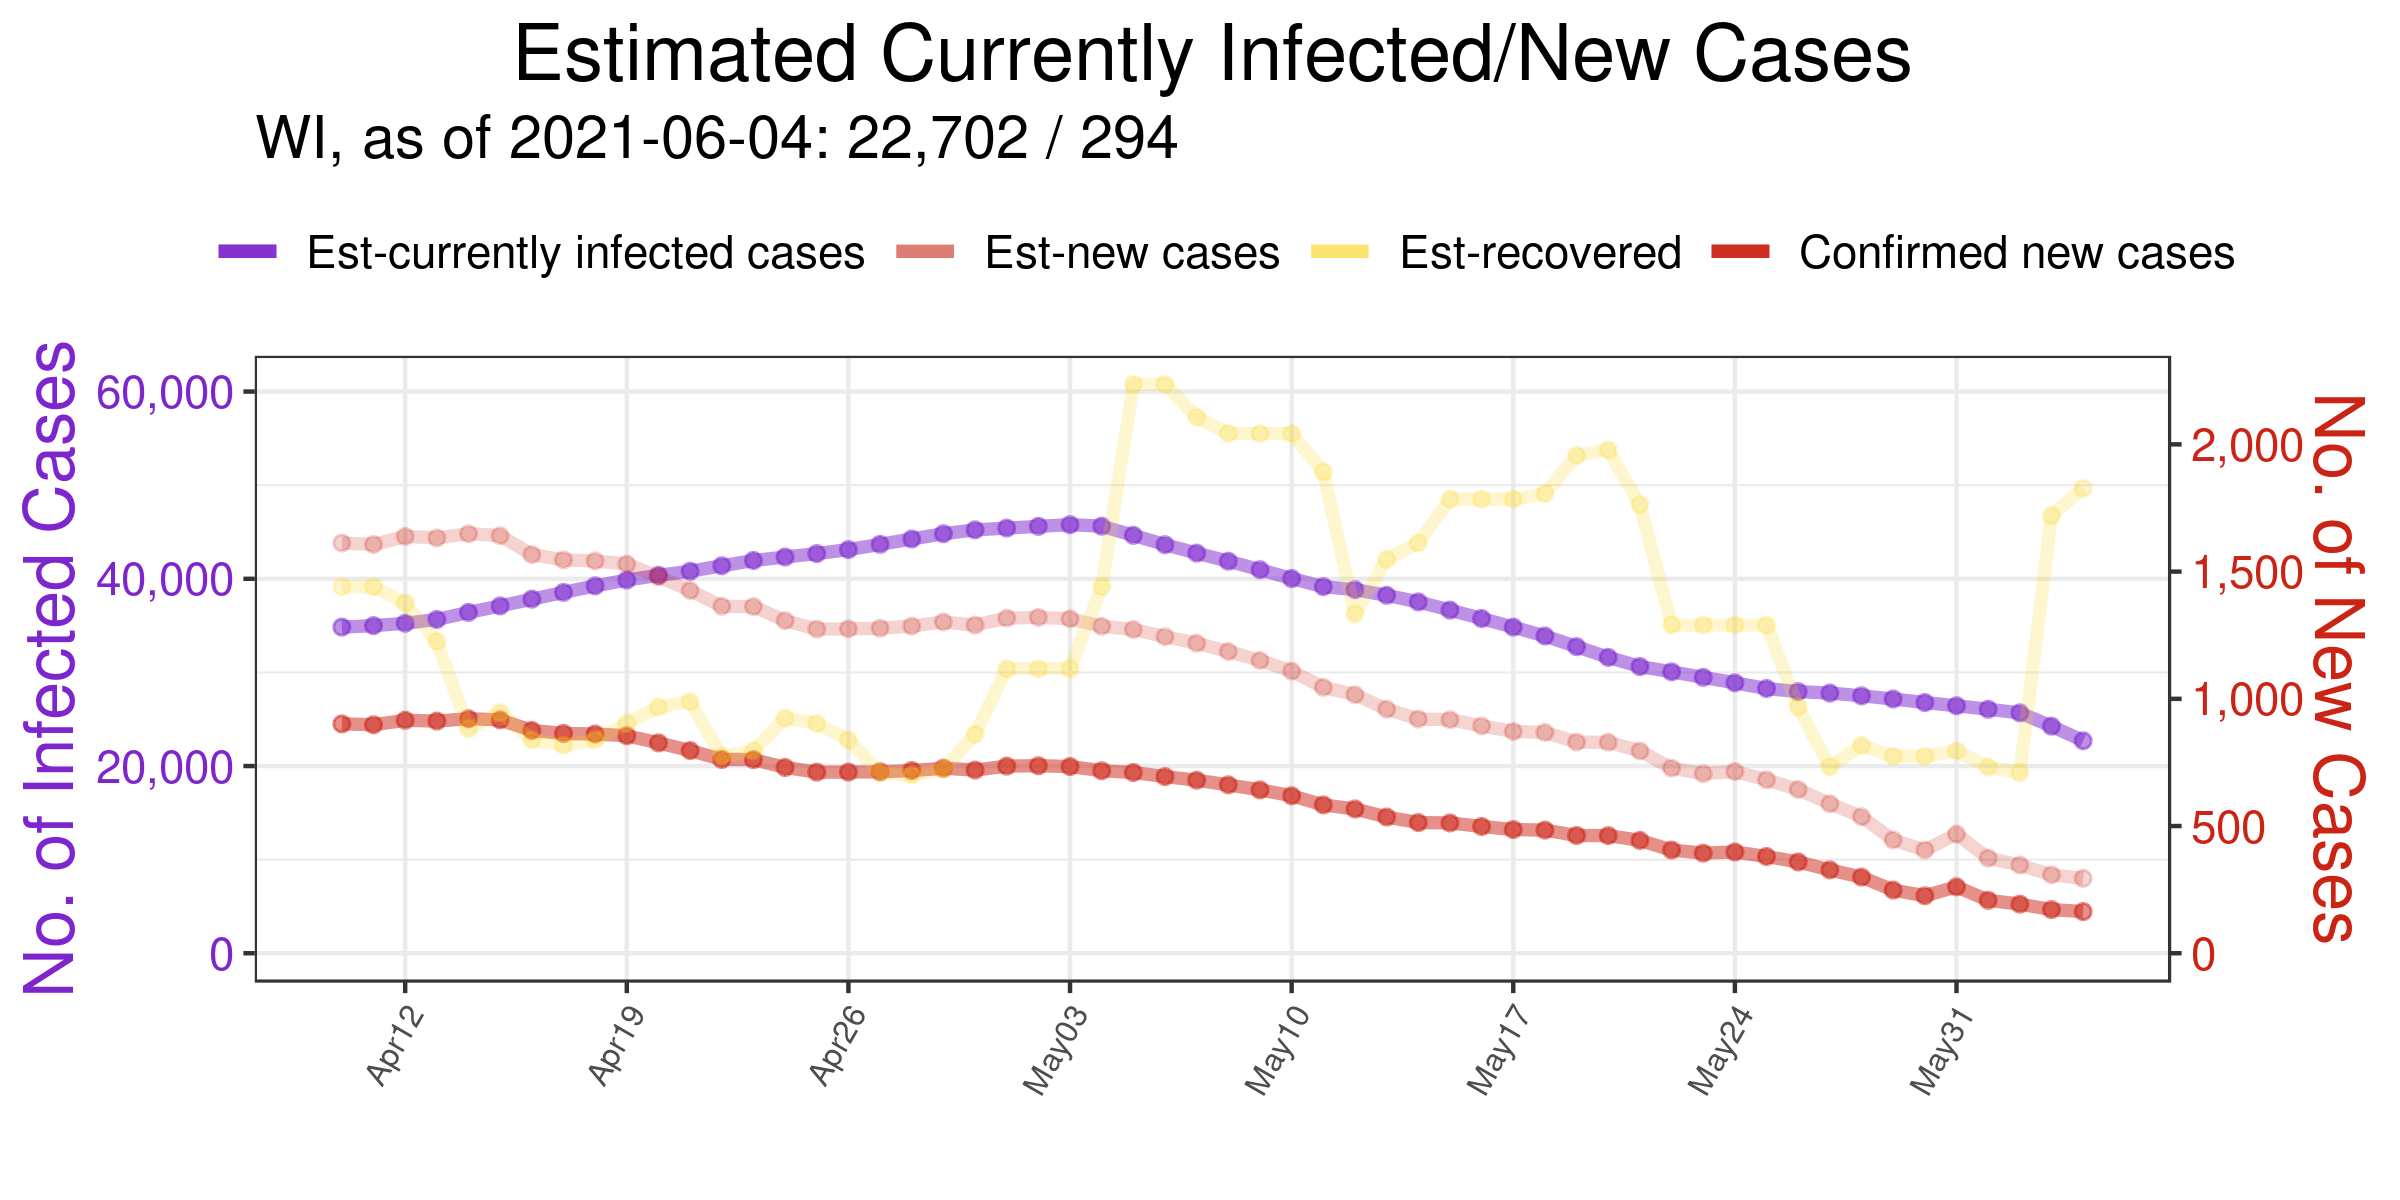 Estimated Currently Infected/New Cases
WI, as of 2021-06-04: 22,702 / 294
Est-currently infected cases Est-new cases Est-recovered Confirmed new cases
No. of Infected Cases
60,000
40,000
20,000
0
2,000
1,500
1,000
500
0
No. of New Cases
Apr12 Apr19 Apr26 May03 May10 May17 May24 May31